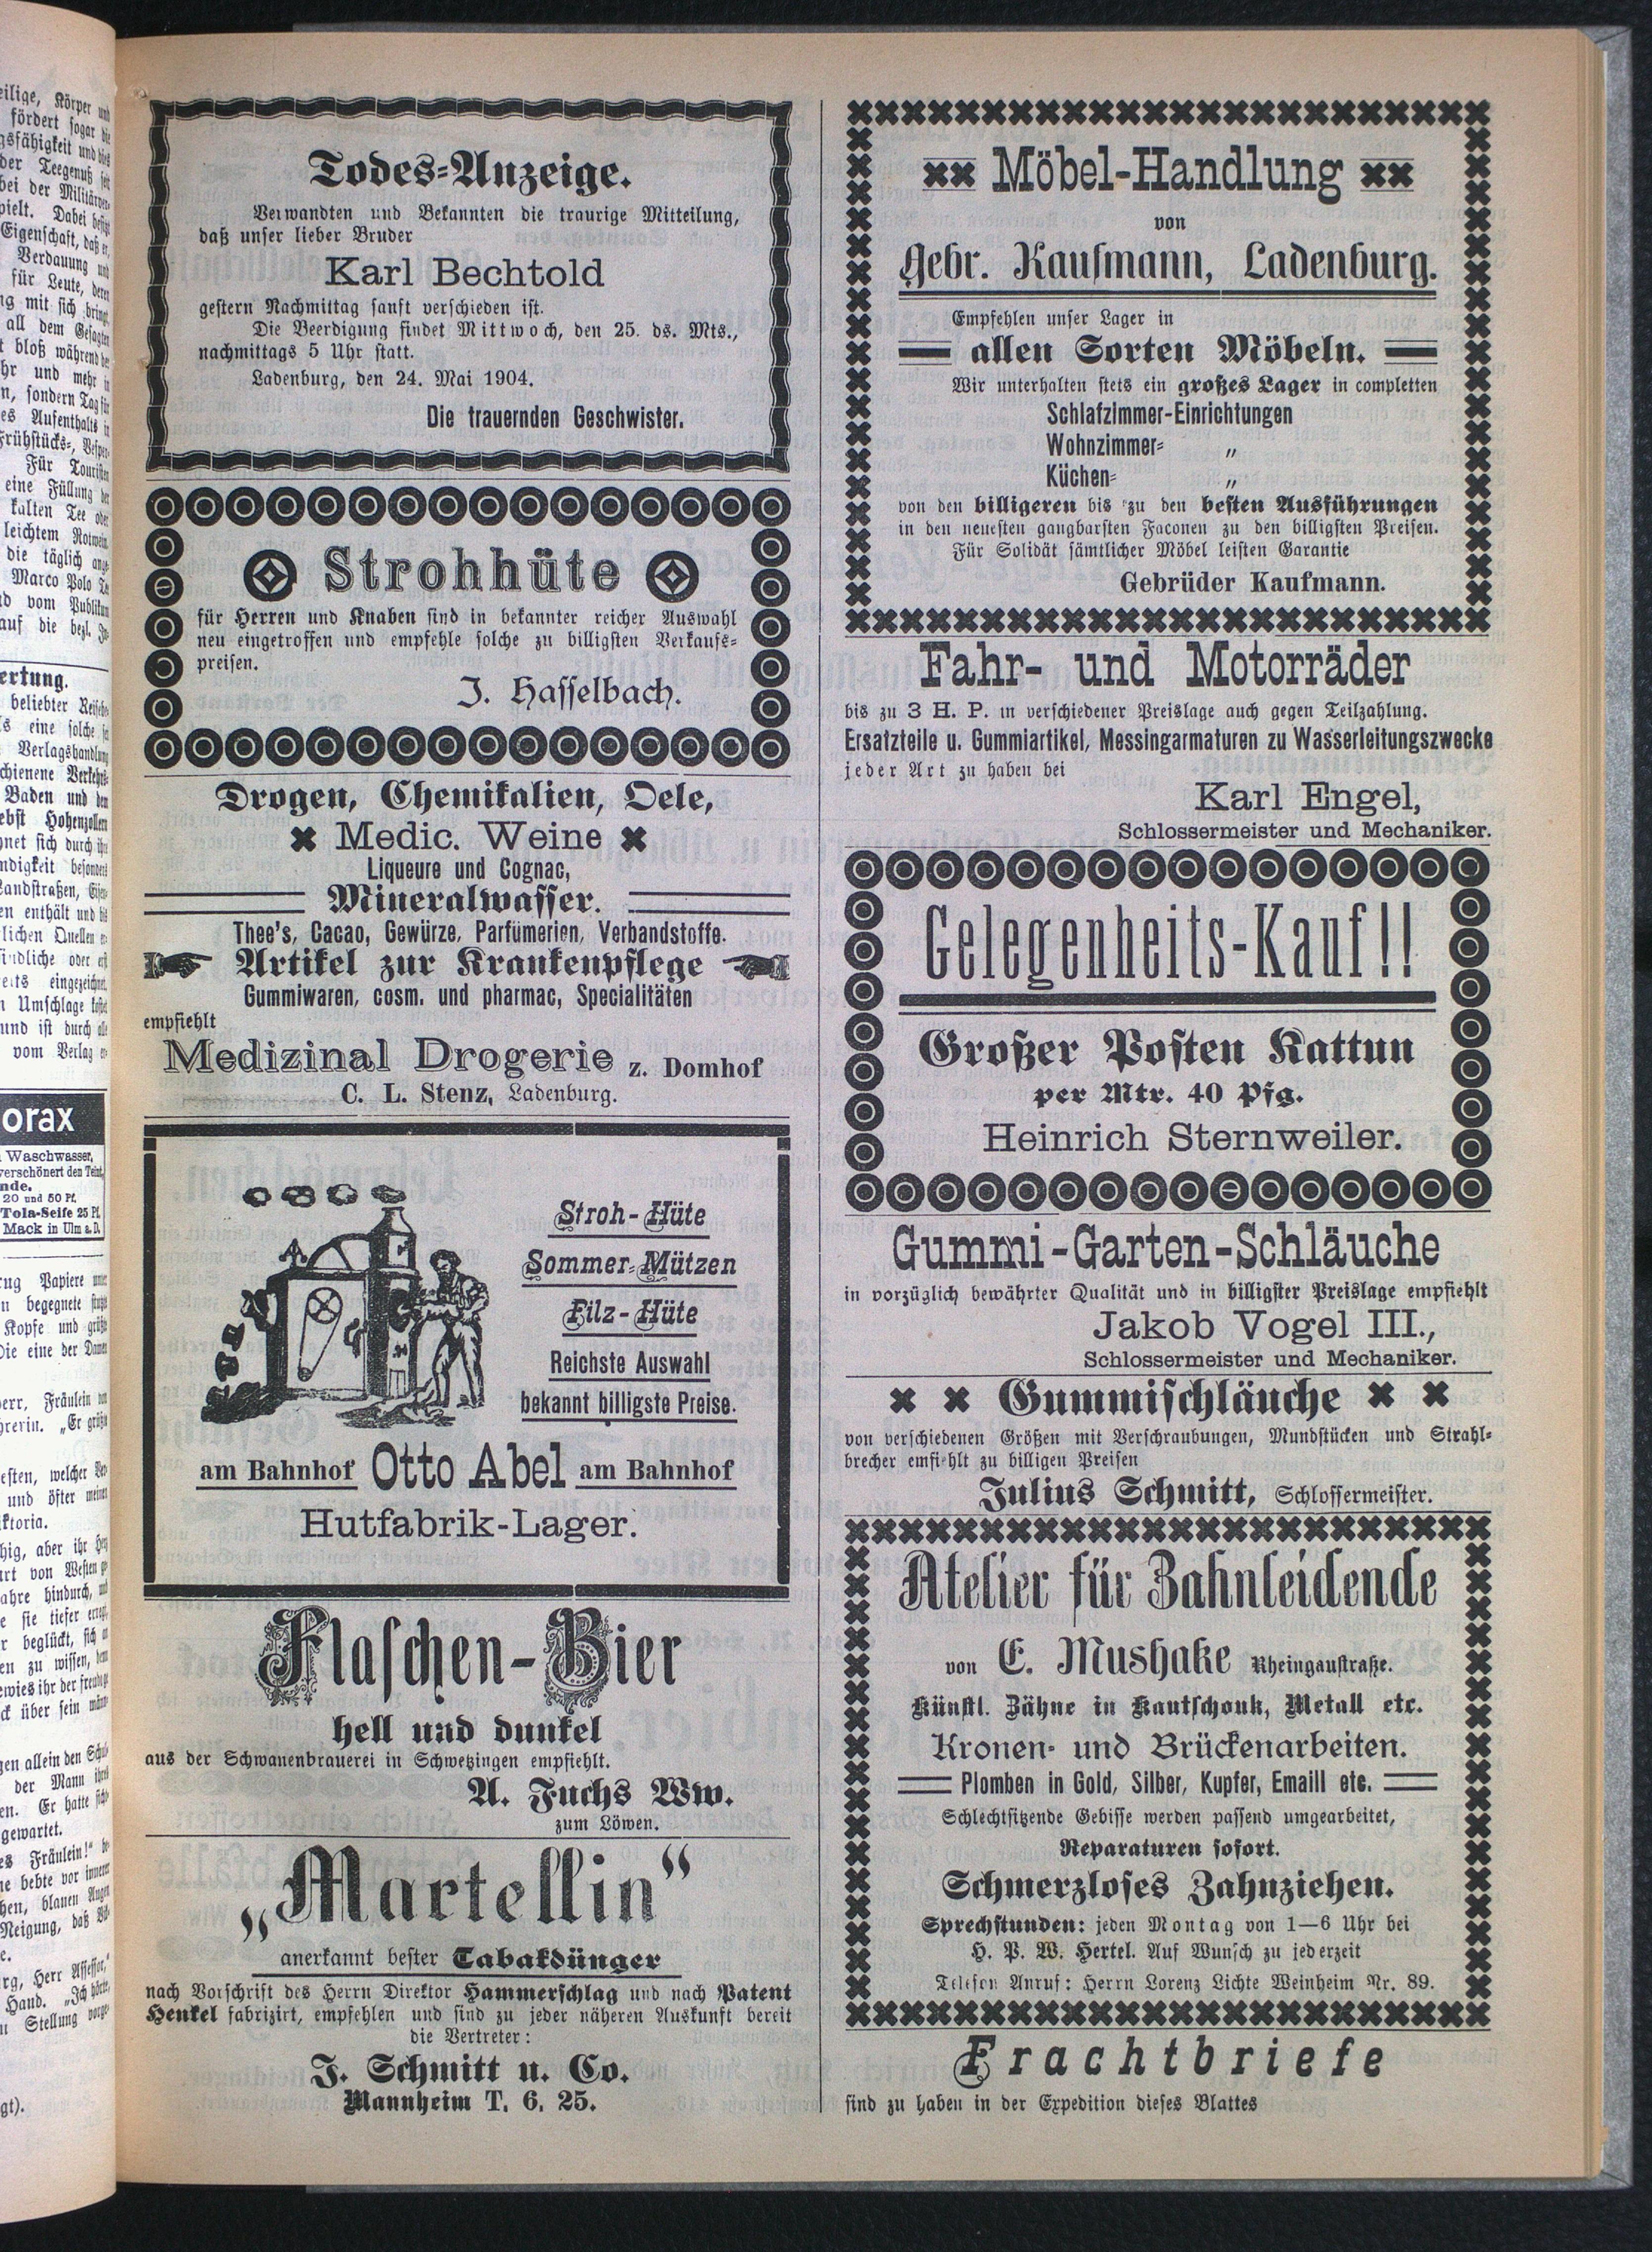 Todes-Anzeige.
Verwandten und Bekannten die traurige Mitteilung,
daß unser lieber Bruder
Karl Bechtold
gestern Nachmittag sanft verschieden ist.
Die Beerdigung findet Mittwoch, den 25. ds. Mts.,
nachmittags 5 Uhr statt.
Ladenburg, den 24. Mai 1904.
Die trauernden Geschwister.
Strohhüte
für Herren und Knaben sind in bekannter reicher Auswahl
neu eingetroffen und empfehle solche zu billigsten Verkaufs-
preisen.
J. Hasselbach.
Drogen, Chemikalien, Oele,
Medic. Weine
Liqueure und Cognac,
Mineralwasser.
Thee's, Cacao, Gewürze, Parfümerien, Verbandstoffe.
Artikel zur Krankenpflege
Gummiwaren, cosm. und pharmac, Specialitäten
empfiehlt
Medizinal Drogerie z. Domhof
C. L. Stenz, Ladenburg.
Stroh-Hüte
Sommer-Mützen
Filz-Hüte
Reichste Auswahl
bekannt billigste Preise.
am Bahnhof Otto Abel am Bahnhof
Hutfabrik-Lager.
Flaschen-Bier
hell und dunkel
aus der Schwanenbrauerei in Schwetzingen empfiehlt.
A. Fuchs Ww.
zum Löwen.
„Martellin“
anerkannt bester Tabakdünger
nach Vorschrift des Herrn Direktor Hammerschlag und nach Patent
Henkel fabrizirt, empfehlen und sind zu jeder näheren Auskunft bereit
die Vertreter:
J. Schmitt u. Co.
Mannheim T. 6, 25.
Möbel-Handlung
von
Gebr. Kaufmann, Ladenburg.
Empfehlen unser Lager in
allen Sorten Möbeln.
Wir unterhalten stets ein großes Lager in completten
Schlafzimmer-Einrichtungen
Wohnzimmer- „
Küchen- „
von den billigeren bis zu den besten Ausführungen
in den neuesten gangbarsten Faconen zu den billigsten Preisen.
Für Solidät sämtlicher Möbel leisten Garantie
Gebrüder Kaufmann.
Fahr- und Motorräder
bis zu 3 H. P. in verschiedener Preislage auch gegen Teilzahlung.
Ersatzteile u. Gummiartikel, Messingarmaturen zu Wasserleitungszwecke
jeder Art zu haben bei
Karl Engel,
Schlossermeister und Mechaniker.
Gelegenheits-Kauf!!
Großer Posten Kattun
per Mtr. 40 Pfg.
Heinrich Sternweiler.
Gummi-Garten-Schläuche
in vorzüglich bewährter Qualität und in billigster Preislage empfiehlt
Jakob Vogel III.,
Schlossermeister und Mechaniker.
Gummischläuche
von verschiedenen Größen mit Verschraubungen, Mundstücken und Strahl-
brecher zu billigen Preisen
Julius Schmitt, Schlossermeister.
Atelier für Zahnleidende
von E. Mushake Rheingaustraße.
Künstl. Zähne in Kautschouk, Metall etc.
Kronen- und Brückenarbeiten.
Plomben in Gold, Silber, Kupfer, Emaill etc.
Schlechtsitzende Gebisse werden passend umgearbeitet,
Reparaturen sofort.
Schmerzloses Zahnziehen.
Sprechstunden: jeden Montag von 1—6 Uhr bei
H. P. W. Hertel. Auf Wunsch zu jederzeit
Telefon Anruf: Herrn Lorenz Lichte Weinheim Nr. 89.
Frachtbriefe
sind zu haben in der Expedition dieses Blattes